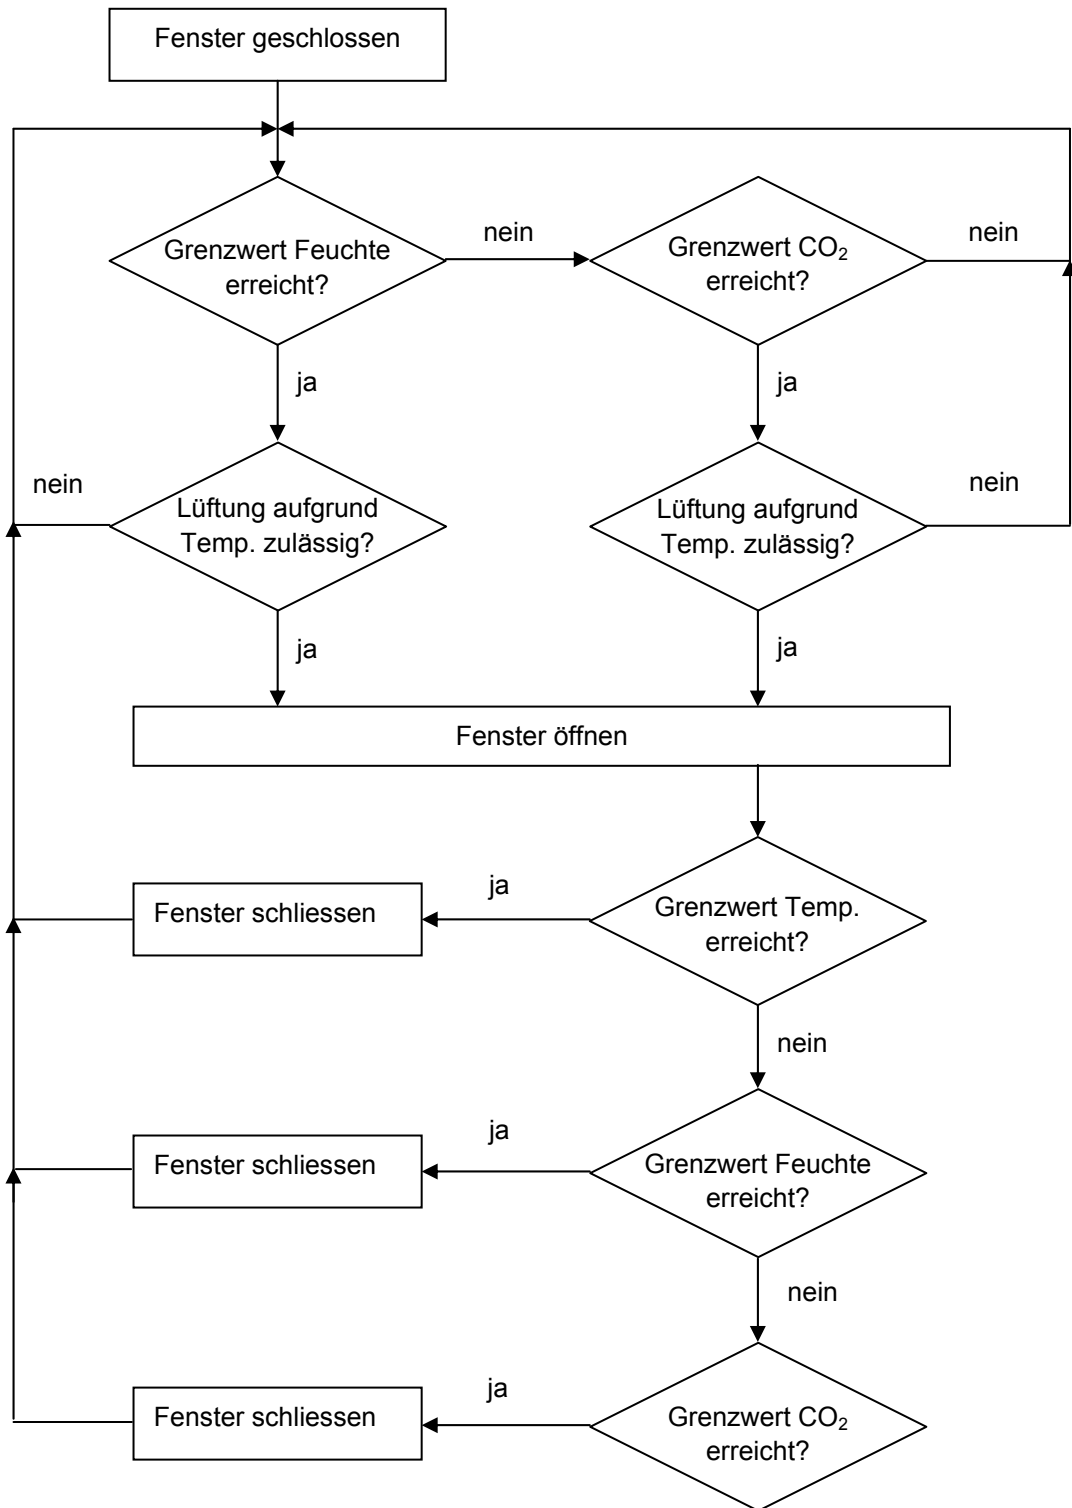 Fenster geschlossen
Grenzwert Feuchte
erreicht?
nein
Grenzwert CO₂
erreicht?
nein
ja
ja
nein
Lüftung aufgrund
Temp. zulässig?
Lüftung aufgrund
Temp. zulässig?
nein
ja
ja
Fenster öffnen
Fenster schliessen
ja
Grenzwert Temp.
erreicht?
nein
Fenster schliessen
ja
Grenzwert Feuchte
erreicht?
nein
Fenster schliessen
ja
Grenzwert CO₂
erreicht?